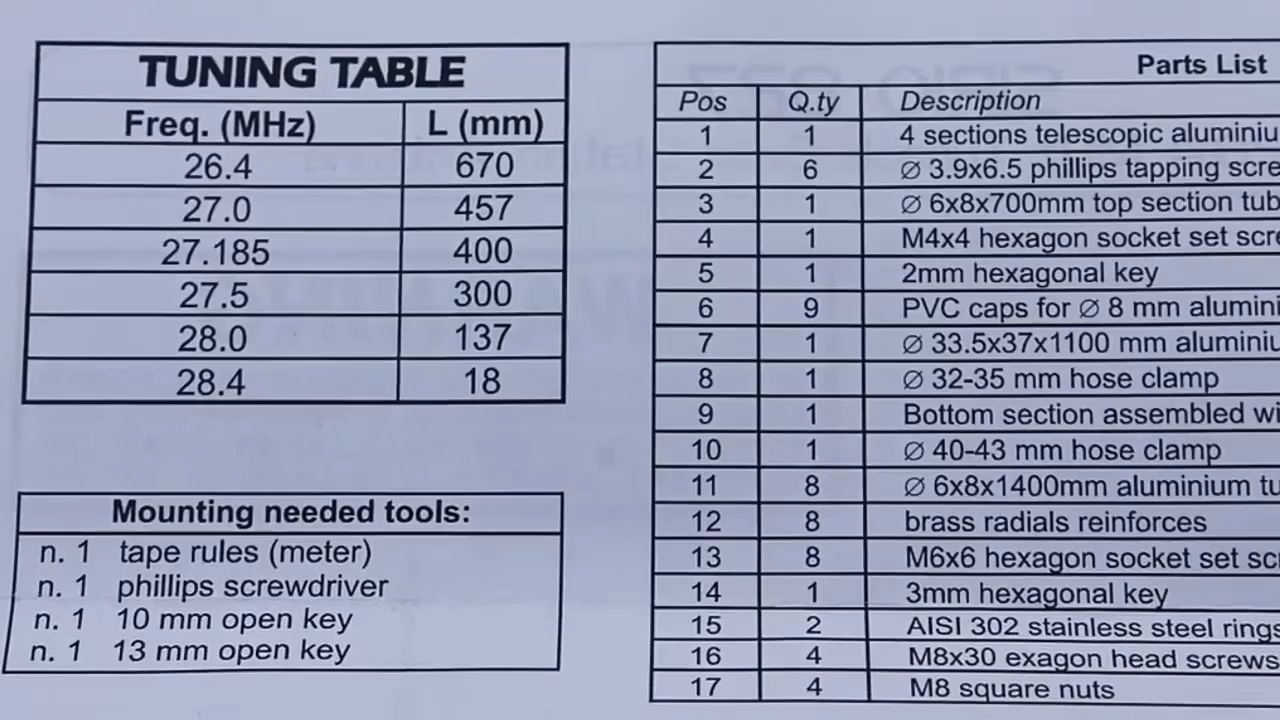 TUNING TABLE
Freq. (MHz) L (mm)
26.4 670
27.0 457
27.185 400
27.5 300
28.0 137
28.4 18
Mounting needed tools:
n. 1 tape rules (meter)
n. 1 phillips screwdriver
n. 1 10 mm open key
n. 1 13 mm open key
Parts List
Pos Q.ty Description
1 1 4 sections telescopic aluminiu
2 6 Ø 3.9x6.5 phillips tapping scre
3 1 Ø 6x8x700mm top section tub
4 1 M4x4 hexagon socket set scre
5 1 2mm hexagonal key
6 9 PVC caps for Ø 8 mm alumini
7 1 Ø 33.5x37x1100 mm aluminiu
8 1 Ø 32-35 mm hose clamp
9 1 Bottom section assembled wi
10 1 Ø 40-43 mm hose clamp
11 8 Ø 6x8x1400mm aluminium tu
12 8 brass radials reinforces
13 8 M6x6 hexagon socket set sc
14 1 3mm hexagonal key
15 2 AISI 302 stainless steel rings
16 4 M8x30 exagon head screws
17 4 M8 square nuts